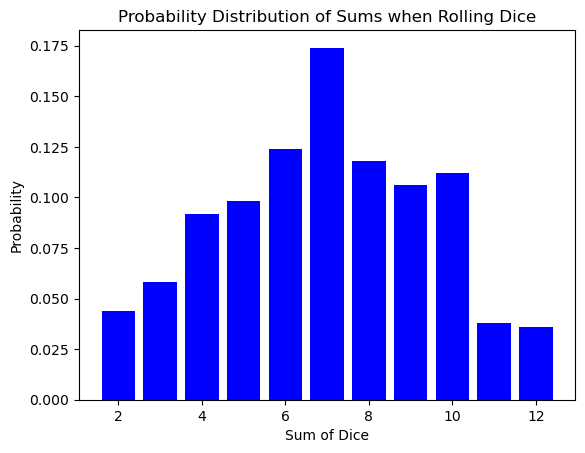 Probability Distribution of Sums when Rolling Dice
0.175
0.150
0.125
0.100
0.075
0.050
0.025
0.000
Probability
2 4 6 8 10 12
Sum of Dice